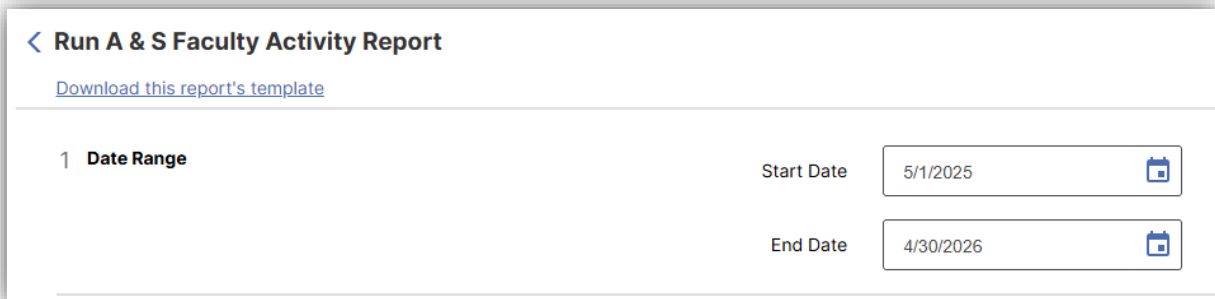 Run A & S Faculty Activity Report
Download this report's template
1 Date Range
Start Date 5/1/2025
End Date 4/30/2026